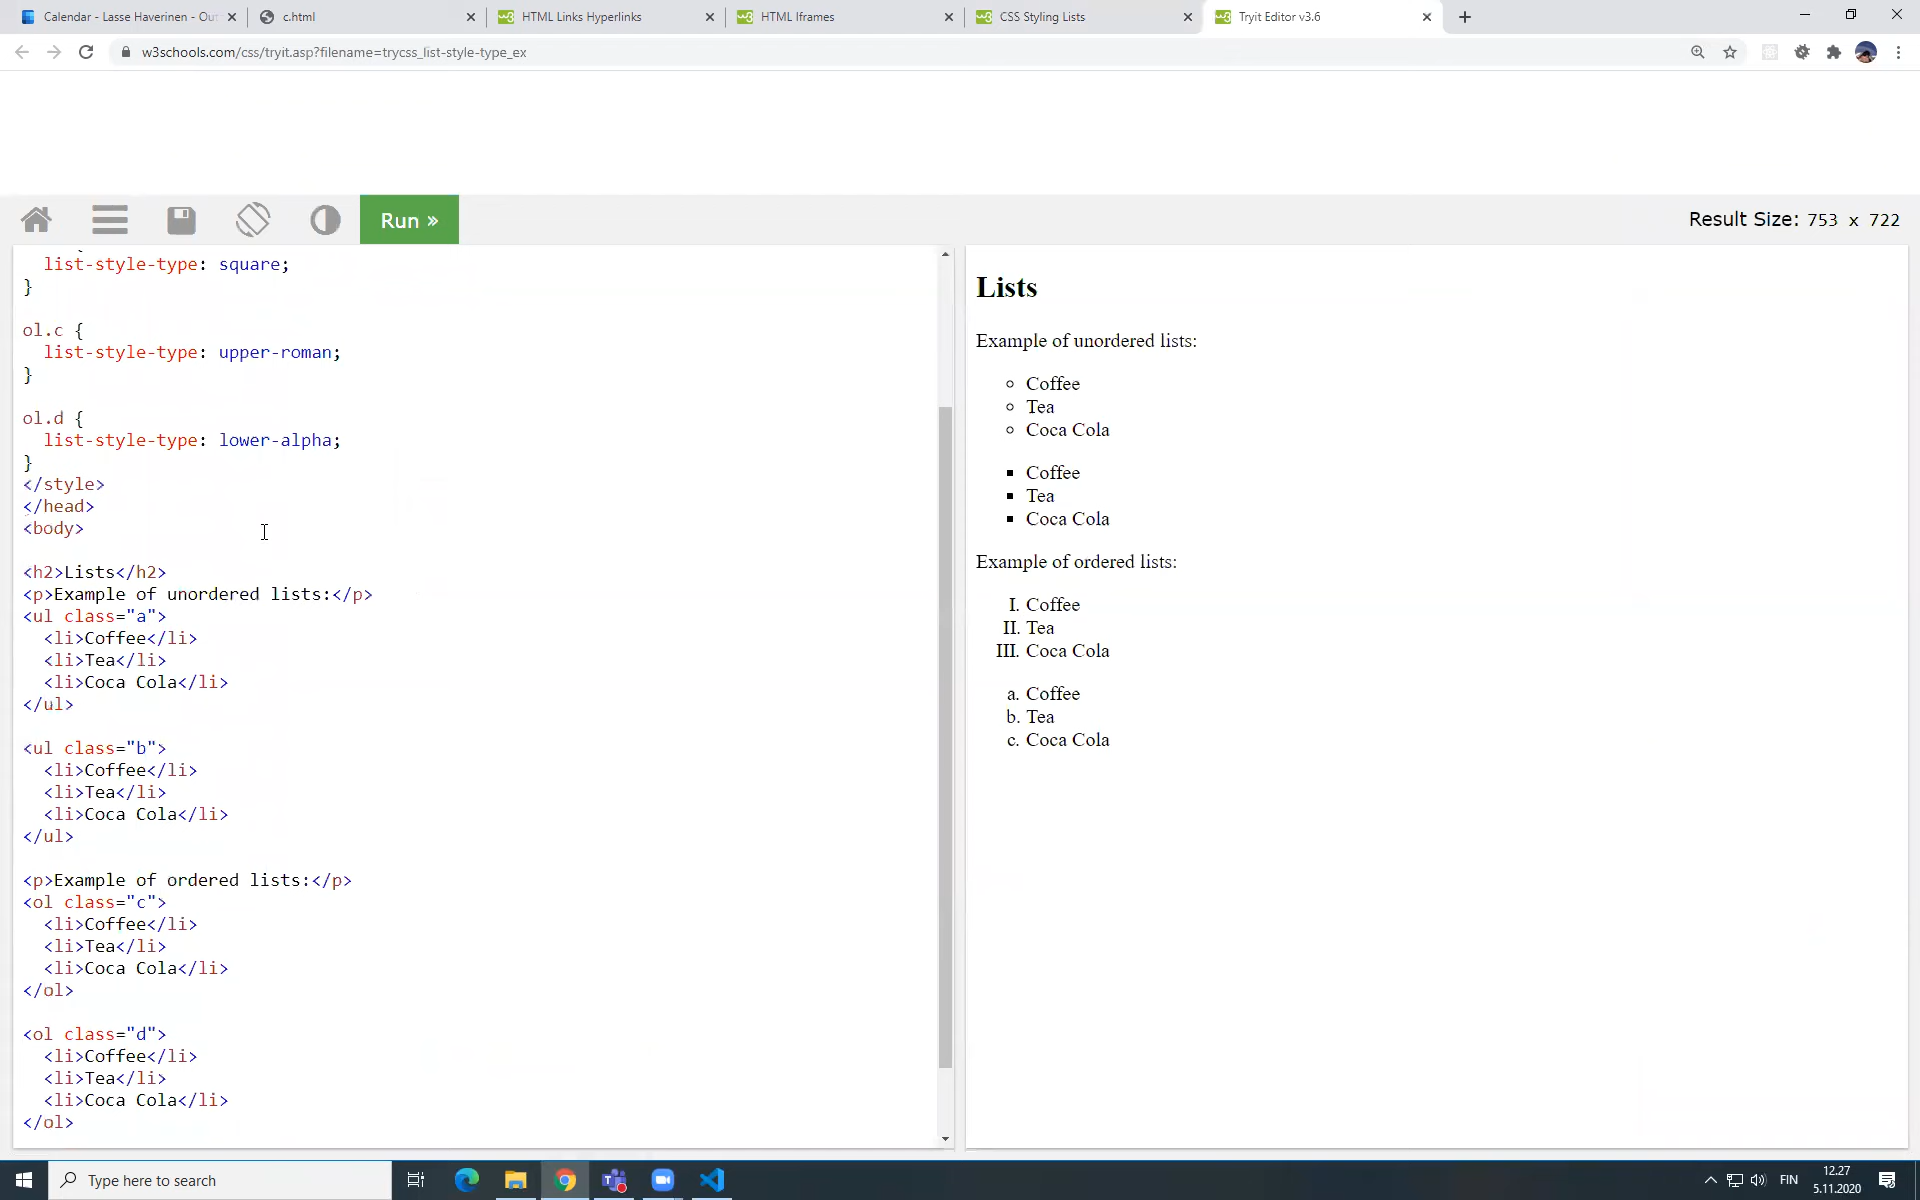 Calendar - Lasse Haverinen - Out
c.html
HTML Links Hyperlinks
HTML Iframes
CSS Styling Lists
Tryit Editor v3.6
w3schools.com/css/tryit.asp?filename=trycss_list-style-type_ex
Run »
Result Size: 753 x 722
list-style-type: square;
}
ol.c {
list-style-type: upper-roman;
}
ol.d {
list-style-type: lower-alpha;
}
</style>
</head>
<body>
<h2>Lists</h2>
<p>Example of unordered lists:</p>
<ul class="a">
<li>Coffee</li>
<li>Tea</li>
<li>Coca Cola</li>
</ul>
<ul class="b">
<li>Coffee</li>
<li>Tea</li>
<li>Coca Cola</li>
</ul>
<p>Example of ordered lists:</p>
<ol class="c">
<li>Coffee</li>
<li>Tea</li>
<li>Coca Cola</li>
</ol>
<ol class="d">
<li>Coffee</li>
<li>Tea</li>
<li>Coca Cola</li>
</ol>
Lists
Example of unordered lists:
Coffee
Tea
Coca Cola
Coffee
Tea
Coca Cola
Example of ordered lists:
I. Coffee
II. Tea
III. Coca Cola
a. Coffee
b. Tea
c. Coca Cola
Type here to search
FIN
12.27
5.11.2020